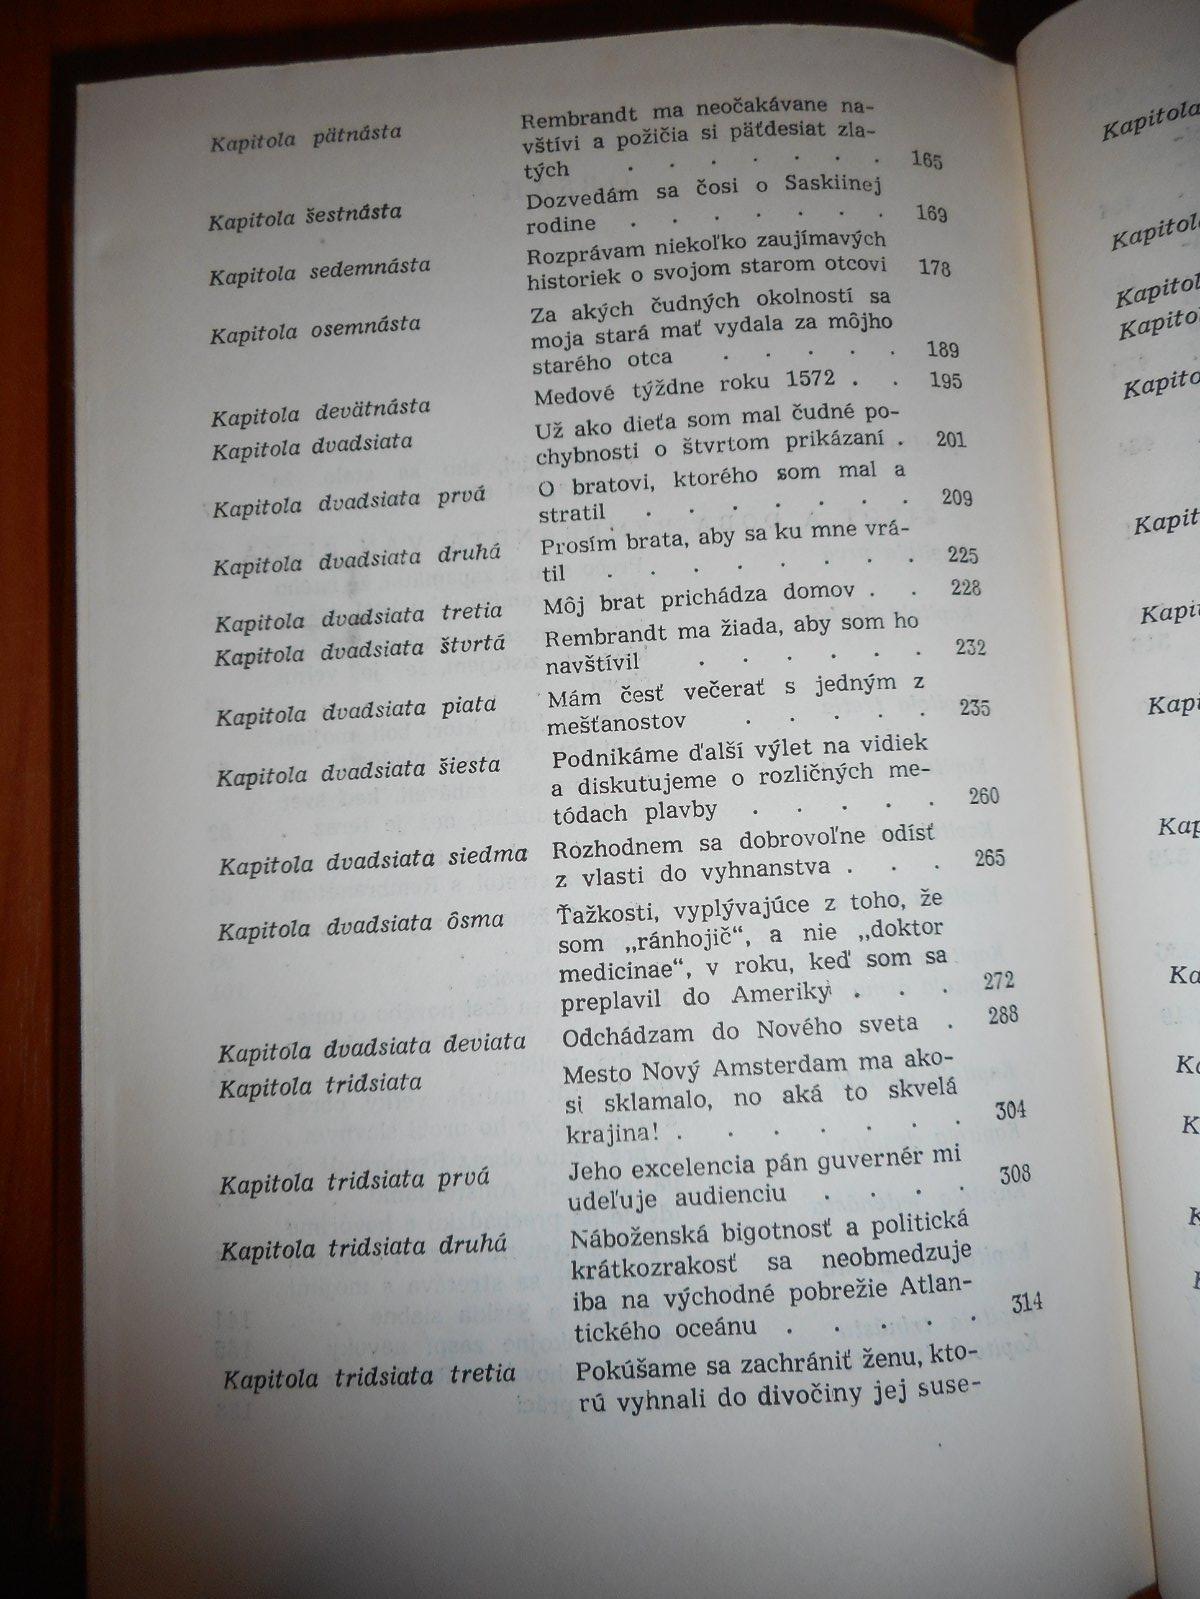 Kapitola pätnásta Rembrandt ma neočakávane na-
vštívi a požičia si päťdesiat zla-
tých . . . . . . . 165
Kapitola šestnásta Dozvedám sa čosi o Saskiinej
rodine . . . . . . . 169
Kapitola sedemnásta Rozprávam niekoľko zaujímavých
historiek o svojom starom otcovi 178
Kapitola osemnásta Za akých čudných okolností sa
moja stará mať vydala za môjho
starého otca . . . . . 189
Kapitola devätnásta Medové týždne roku 1572 . . 195
Kapitola dvadsiata Už ako dieťa som mal čudné po-
chybnosti o štvrtom prikázaní . 201
Kapitola dvadsiata prvá O bratovi, ktorého som mal a
stratil . . . . . . . 209
Kapitola dvadsiata druhá Prosím brata, aby sa ku mne vrá-
til . . . . . . . . 225
Kapitola dvadsiata tretia Môj brat prichádza domov . . 228
Kapitola dvadsiata štvrtá Rembrandt ma žiada, aby som ho
navštívil . . . . . . 232
Kapitola dvadsiata piata Mám česť večerať s jedným z
mešťanostov . . . . . 235
Kapitola dvadsiata šiesta Podnikáme ďalší výlet na vidiek
a diskutujeme o rozličných me-
tódach plavby . . . . . 260
Kapitola dvadsiata siedma Rozhodnem sa dobrovoľne odísť
z vlasti do vyhnanstva . . . 265
Kapitola dvadsiata ôsma Ťažkosti, vyplývajúce z toho, že
som „ránhojič“, a nie „doktor
medicinae“, v roku, keď som sa
preplavil do Ameriky . . . 272
Kapitola dvadsiata deviata Odchádzam do Nového sveta . 288
Kapitola tridsiata Mesto Nový Amsterdam ma ako-
si sklamalo, no aká to skvelá
krajina! . . . . . . . 304
Kapitola tridsiata prvá Jeho excelencia pán guvernér mi
udeľuje audienciu . . . . 308
Kapitola tridsiata druhá Náboženská bigotnosť a politická
krátkozrakosť sa neobmedzuje
iba na východné pobrežie Atlan-
tického oceánu . . . . . 314
Kapitola tridsiata tretia Pokúšame sa zachrániť ženu, kto-
rú vyhnali do divočiny jej suse-
Kapitola